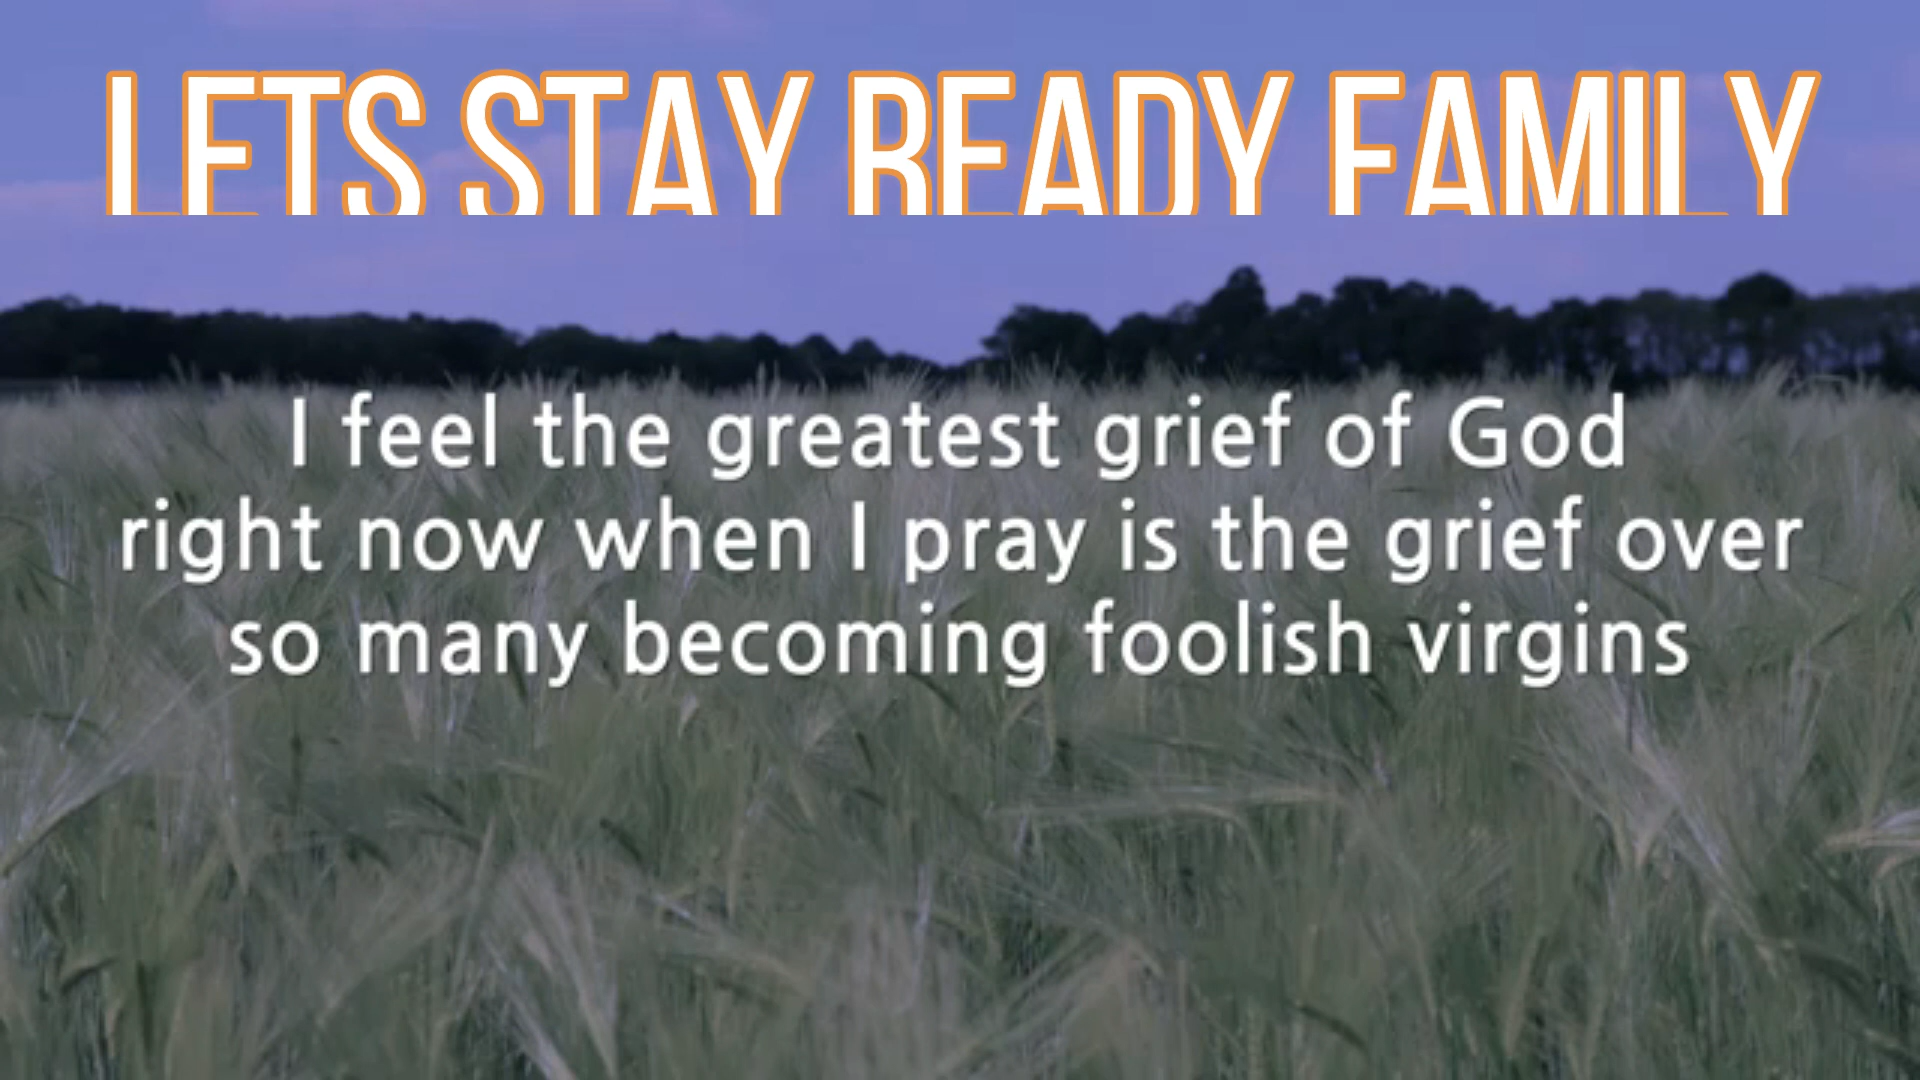 LETS STAY READY FAMILY
I feel the greatest grief of God
right now when I pray is the grief over
so many becoming foolish virgins